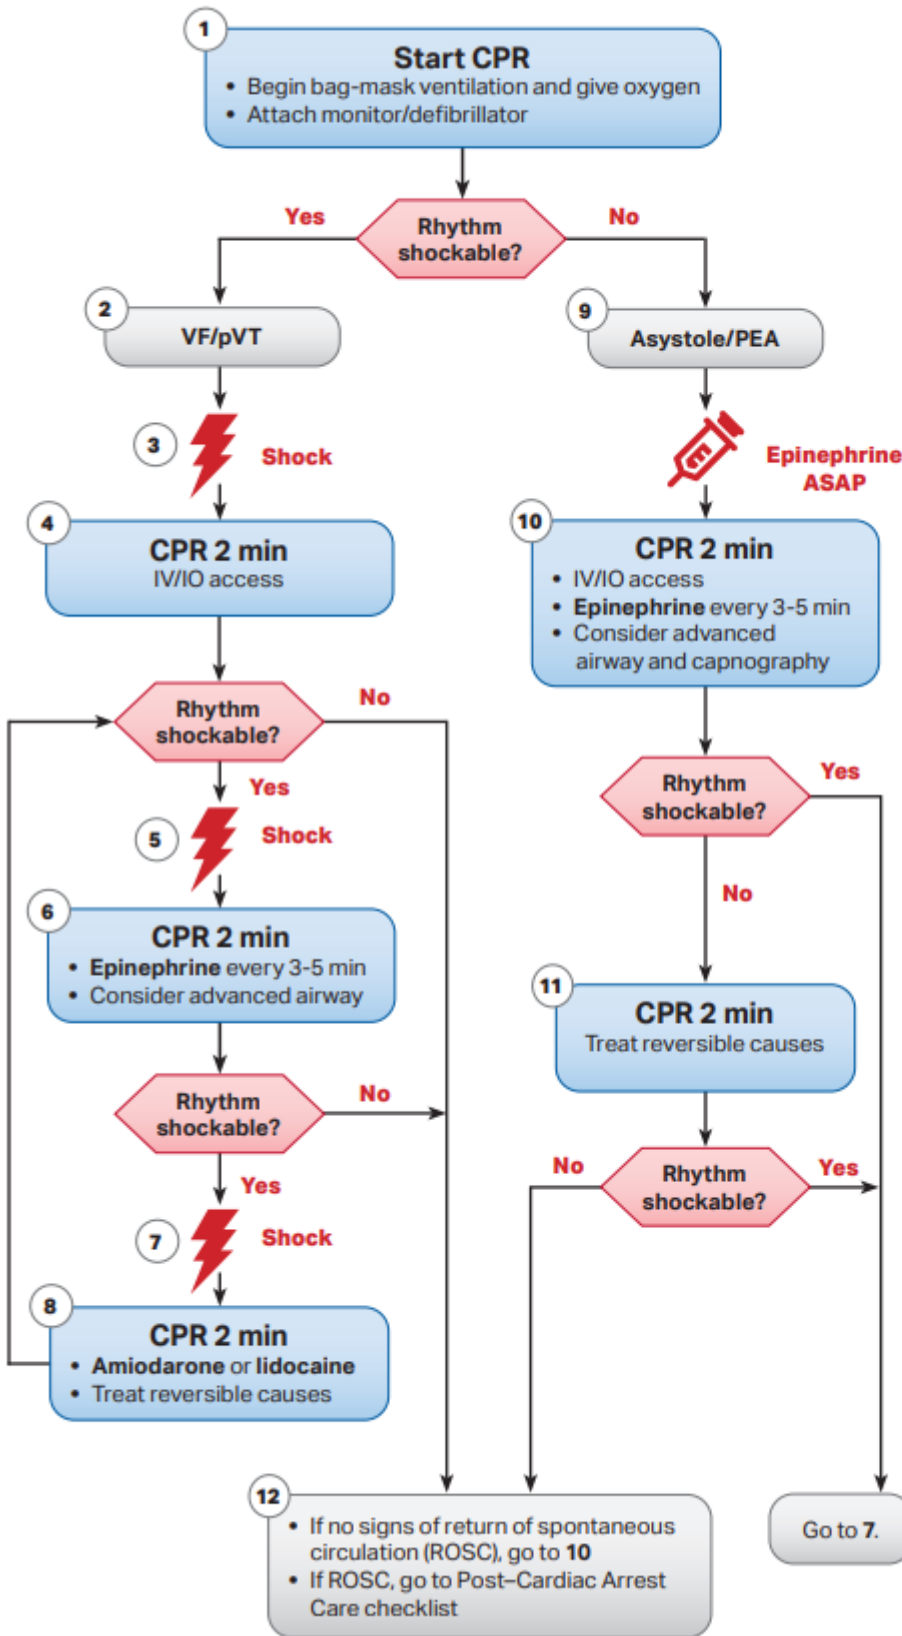 1
Start CPR
• Begin bag-mask ventilation and give oxygen
• Attach monitor/defibrillator
Yes
Rhythm
shockable?
No
2
VF/pVT
9
Asystole/PEA
3
Shock
Epinephrine
ASAP
4
CPR 2 min
IV/IO access
10
CPR 2 min
• IV/IO access
• Epinephrine every 3-5 min
• Consider advanced
airway and capnography
Rhythm
shockable?
No
Yes
5
Shock
Rhythm
shockable?
Yes
No
6
CPR 2 min
• Epinephrine every 3-5 min
• Consider advanced airway
11
CPR 2 min
Treat reversible causes
Rhythm
shockable?
No
Yes
No
Rhythm
shockable?
Yes
7
Shock
8
CPR 2 min
• Amiodarone or lidocaine
• Treat reversible causes
12
• If no signs of return of spontaneous
circulation (ROSC), go to 10
• If ROSC, go to Post–Cardiac Arrest
Care checklist
Go to 7.